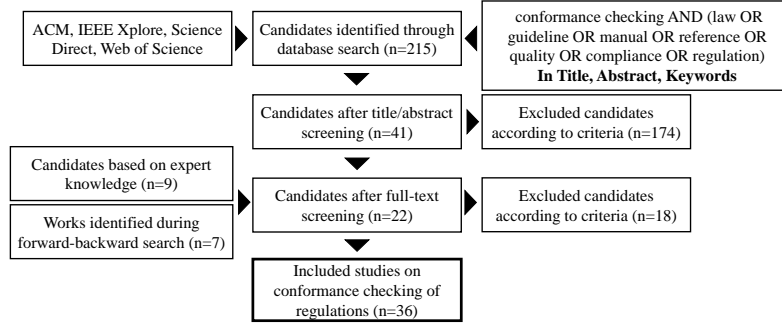 ACM, IEEE Xplore, Science
Direct, Web of Science
Candidates identified through
database search (n=215)
conformance checking AND (law OR
guideline OR manual OR reference OR
quality OR compliance OR regulation)
In Title, Abstract, Keywords
Candidates after title/abstract
screening (n=41)
Excluded candidates
according to criteria (n=174)
Candidates based on expert
knowledge (n=9)
Works identified during
forward-backward search (n=7)
Candidates after full-text
screening (n=22)
Excluded candidates
according to criteria (n=18)
Included studies on
conformance checking of
regulations (n=36)